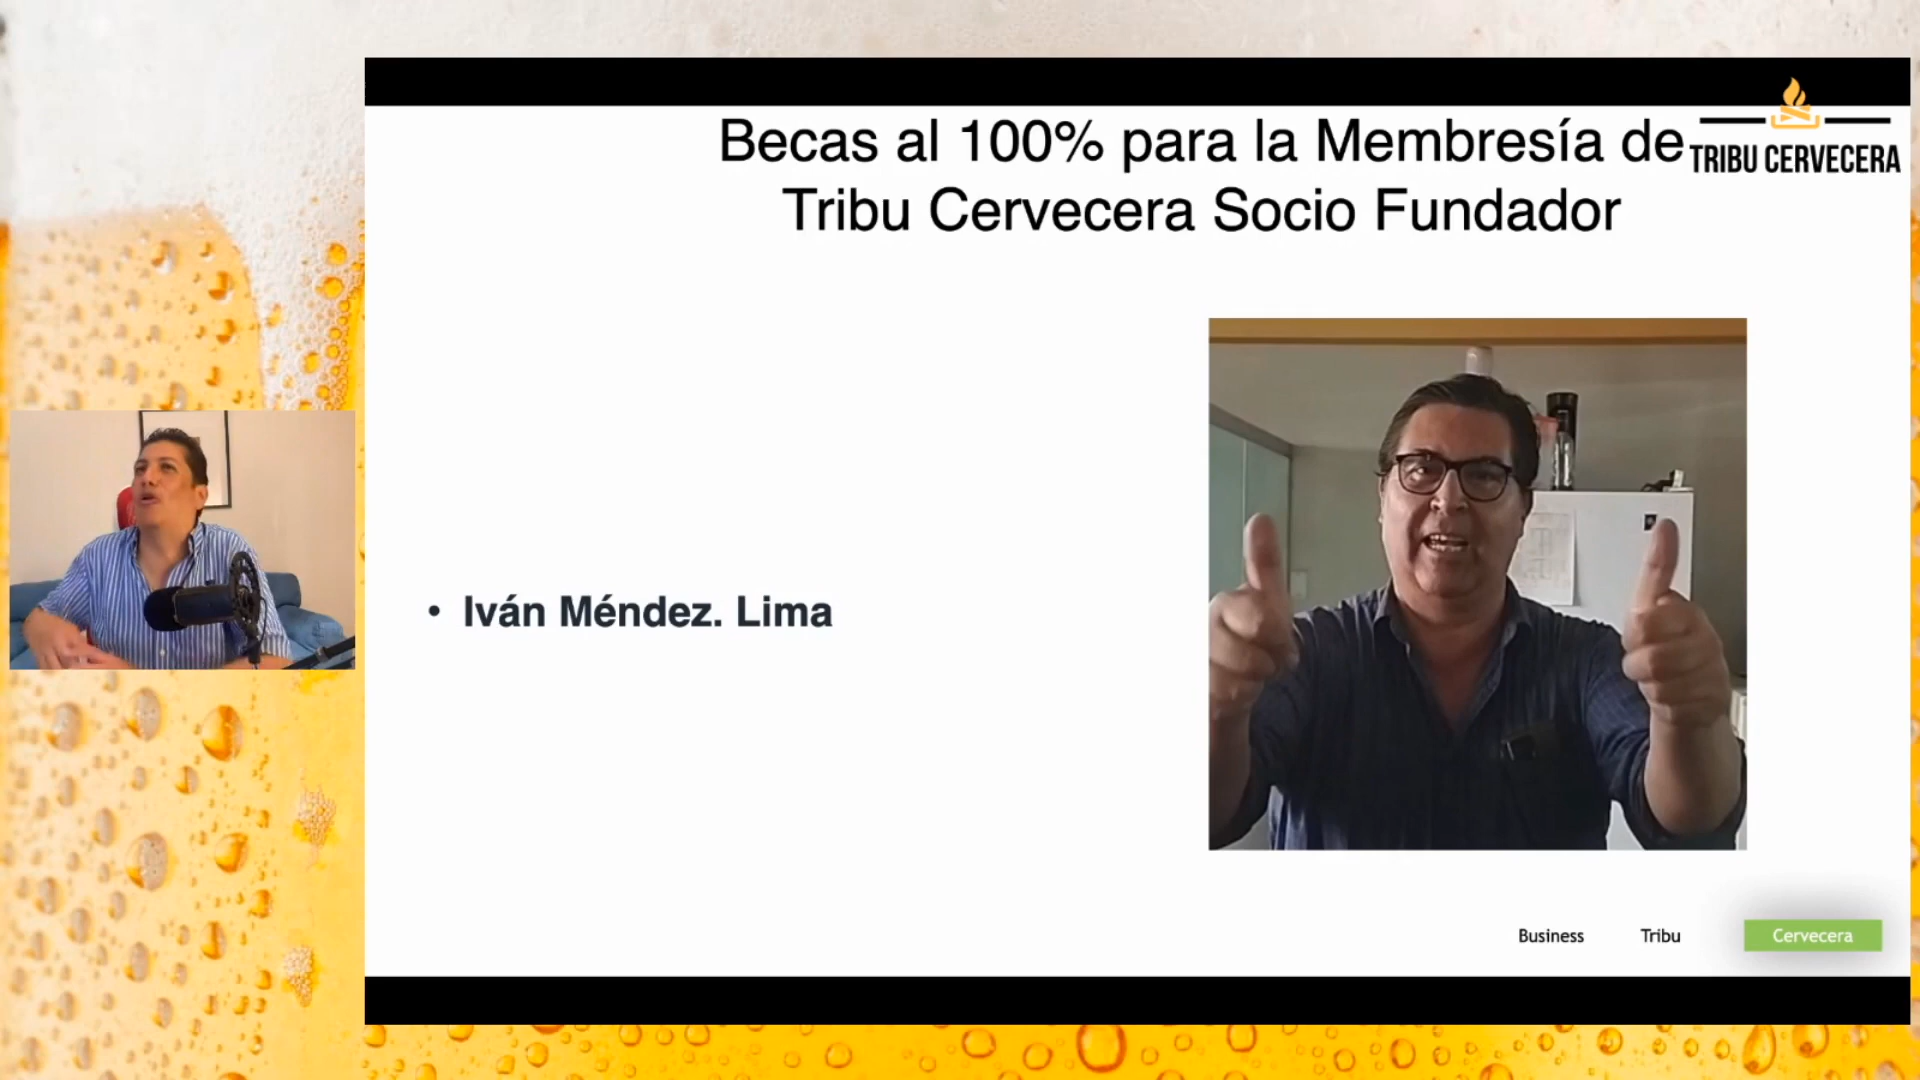 Becas al 100% para la Membresía de
Tribu Cervecera Socio Fundador
TRIBU CERVECERA
• Iván Méndez. Lima
Business Tribu Cervecera